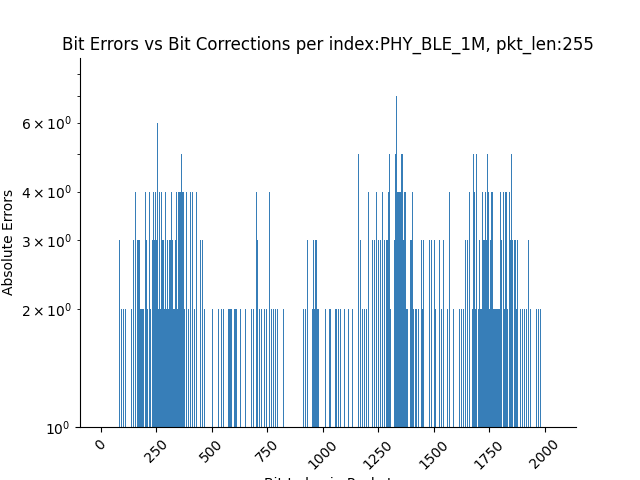 Bit Errors vs Bit Corrections per index:PHY_BLE_1M, pkt_len:255
Absolute Errors
6 × 10⁰
4 × 10⁰
3 × 10⁰
2 × 10⁰
10⁰
0 250 500 750 1000 1250 1500 1750 2000